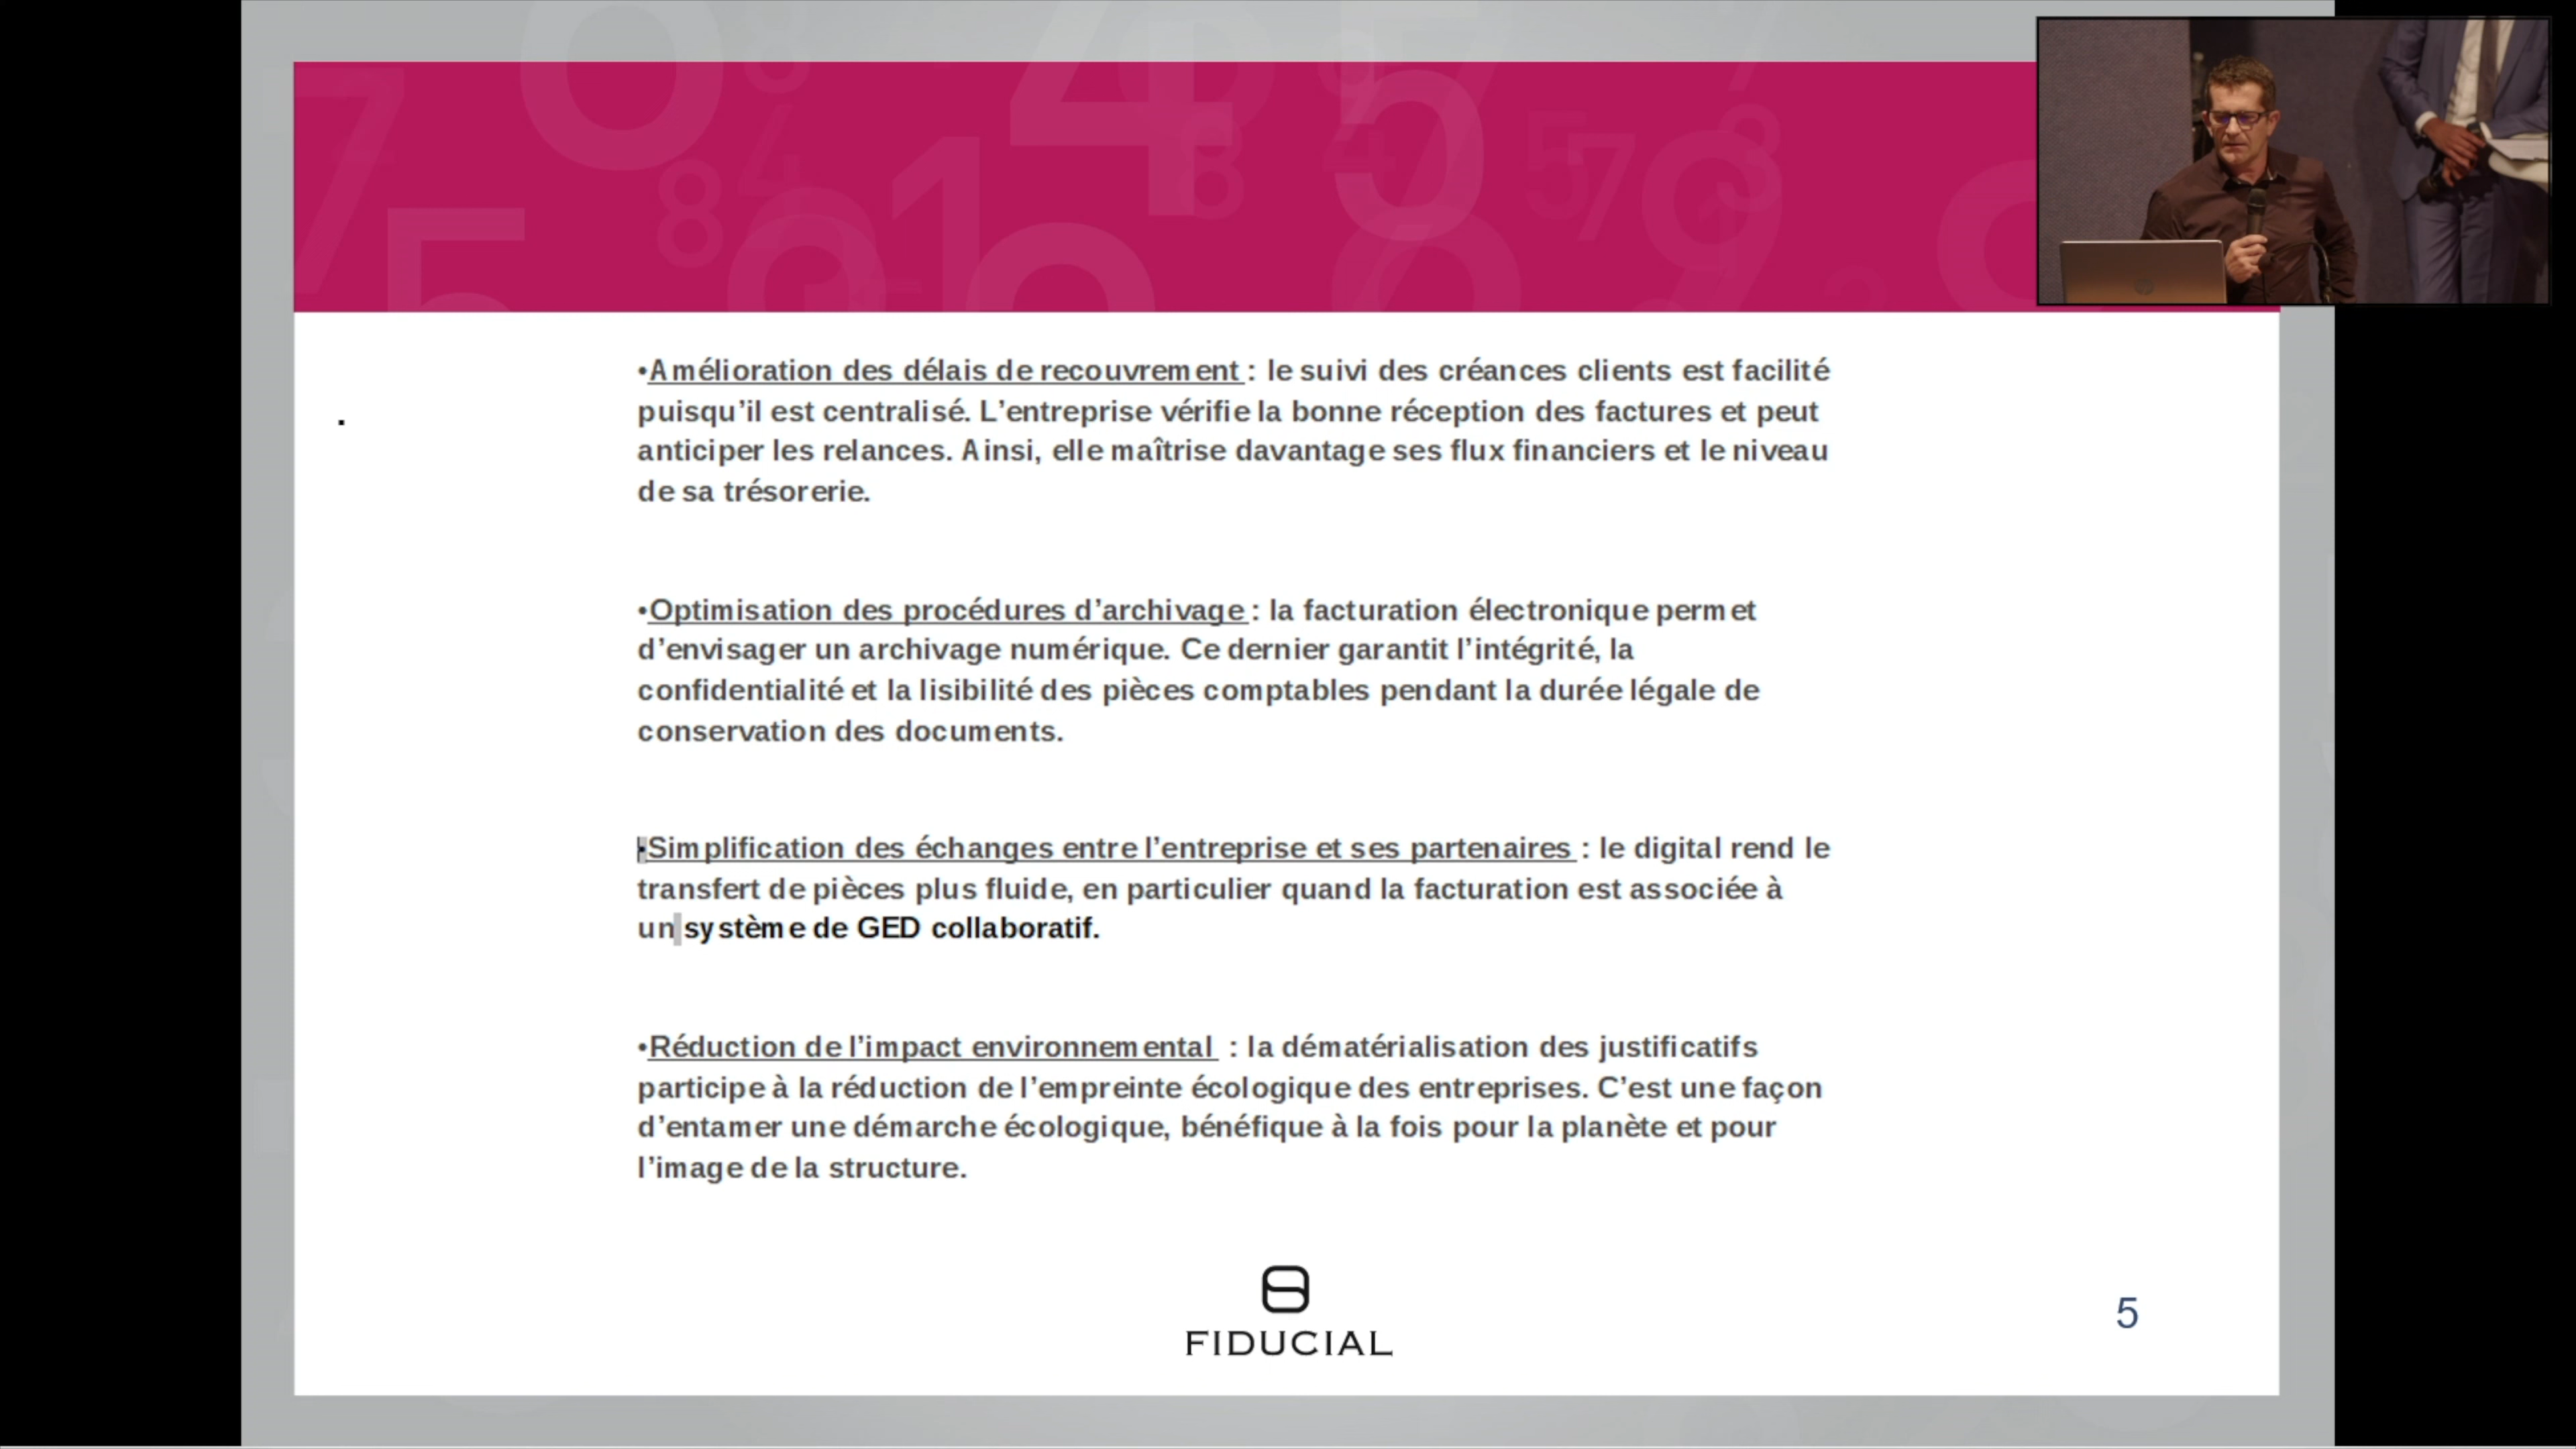 •Amélioration des délais de recouvrement : le suivi des créances clients est facilité
puisqu’il est centralisé. L’entreprise vérifie la bonne réception des factures et peut
anticiper les relances. Ainsi, elle maîtrise davantage ses flux financiers et le niveau
de sa trésorerie.
.
•Optimisation des procédures d’archivage : la facturation électronique permet
d’envisager un archivage numérique. Ce dernier garantit l’intégrité, la
confidentialité et la lisibilité des pièces comptables pendant la durée légale de
conservation des documents.
•Simplification des échanges entre l’entreprise et ses partenaires : le digital rend le
transfert de pièces plus fluide, en particulier quand la facturation est associée à
un système de GED collaboratif.
•Réduction de l’impact environnemental : la dématérialisation des justificatifs
participe à la réduction de l’empreinte écologique des entreprises. C’est une façon
d’entamer une démarche écologique, bénéfique à la fois pour la planète et pour
l’image de la structure.
FIDUCIAL
5